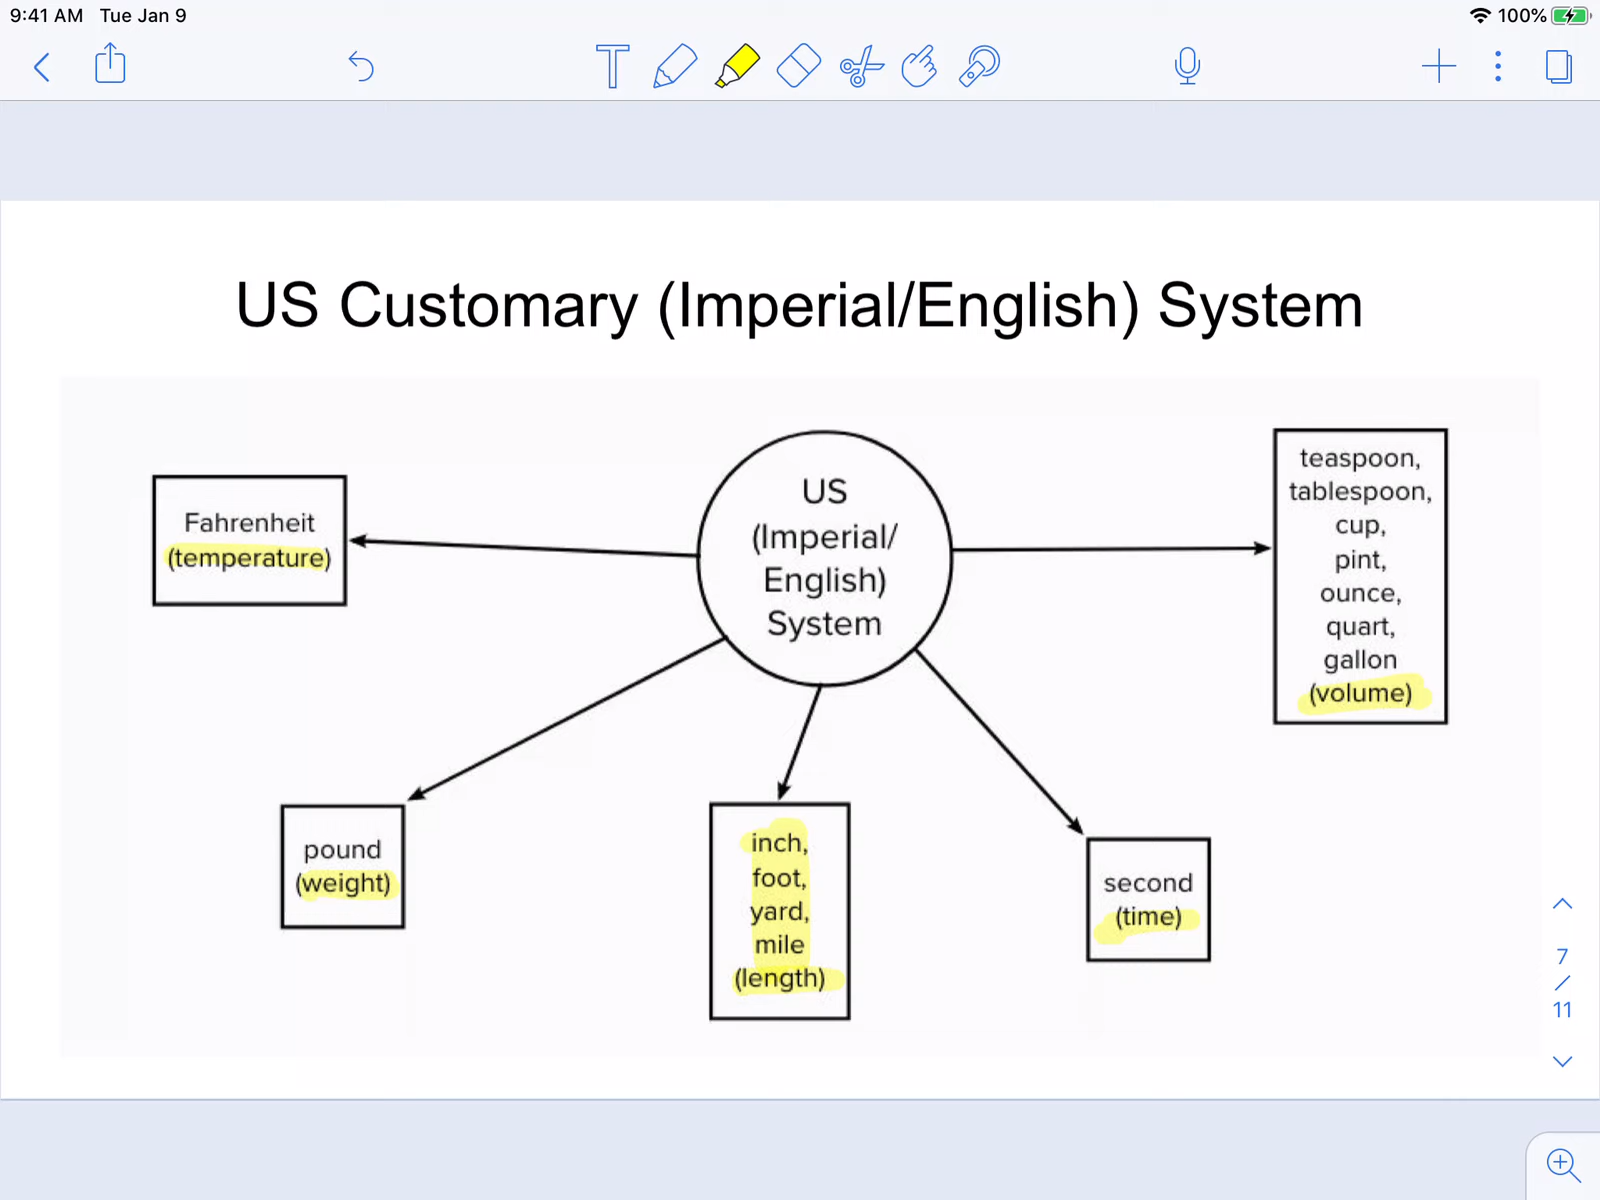 9:41 AM Tue Jan 9
100%
US Customary (Imperial/English) System
Fahrenheit
(temperature)
US
(Imperial/
English)
System
teaspoon,
tablespoon,
cup,
pint,
ounce,
quart,
gallon
(volume)
pound
(weight)
inch,
foot,
yard,
mile
(length)
second
(time)
7
/
11